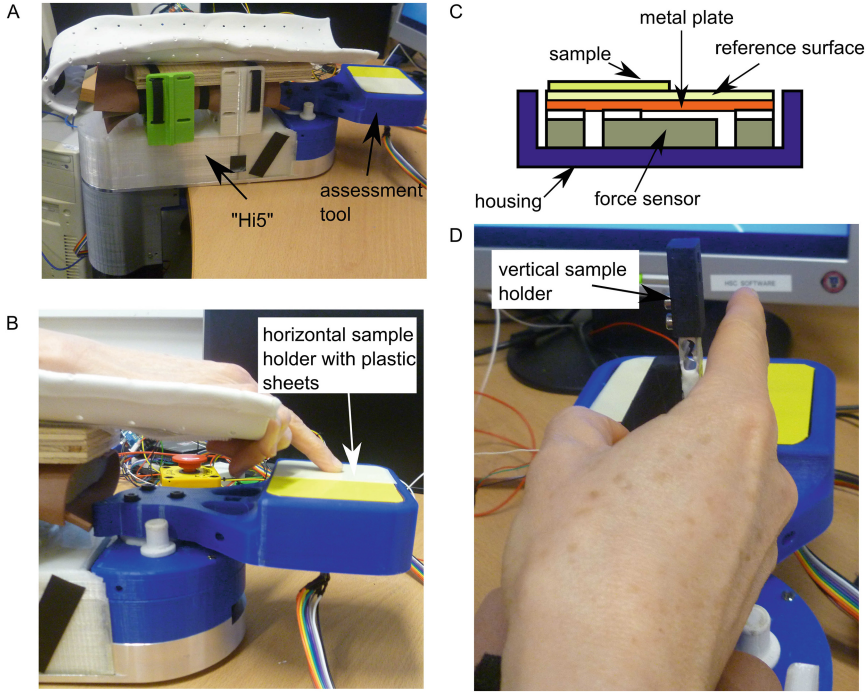 A
assessment
tool
"Hi5"
B
horizontal sample
holder with plastic
sheets
C
metal plate
sample
reference surface
housing
force sensor
D
vertical sample
holder
HSC SOFTWARE